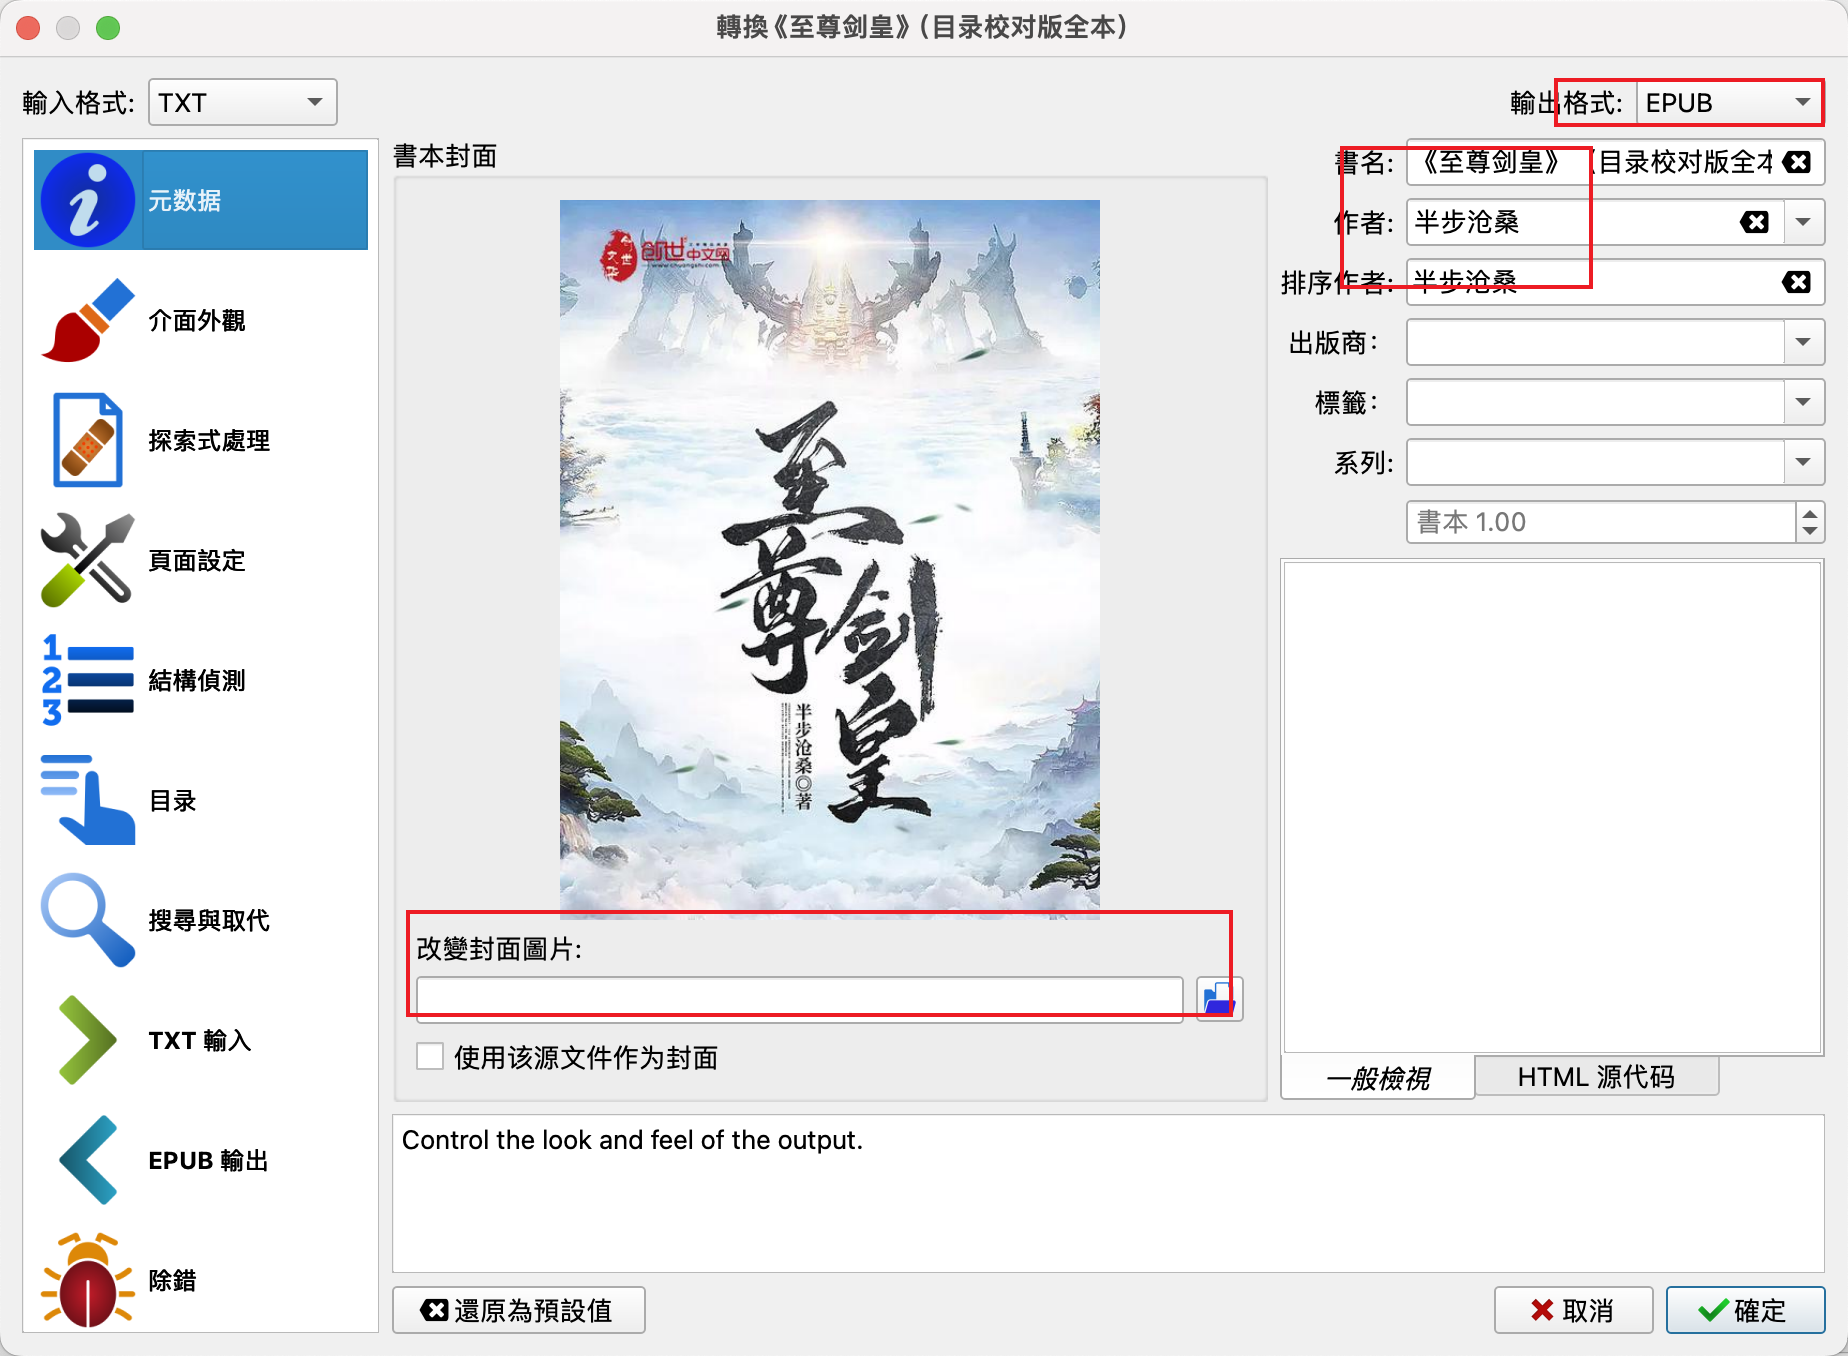 轉換《至尊剑皇》（目录校对版全本）
輸入格式:
TXT
輸出格式:
EPUB
元数据
介面外觀
探索式處理
頁面設定
結構偵測
1
2
3
目录
搜尋與取代
TXT 輸入
EPUB 輸出
除錯
書本封面
创世中文网
www.chuangshi.com
至尊剑皇
半步沧桑◎著
改變封面圖片:
使用该源文件作为封面
書名:
《至尊剑皇》（目录校对版全本
作者:
半步沧桑
排序作者:
半步沧桑
出版商:
標籤:
系列:
書本 1.00
一般檢視
HTML 源代码
Control the look and feel of the output.
還原為預設值
取消
確定